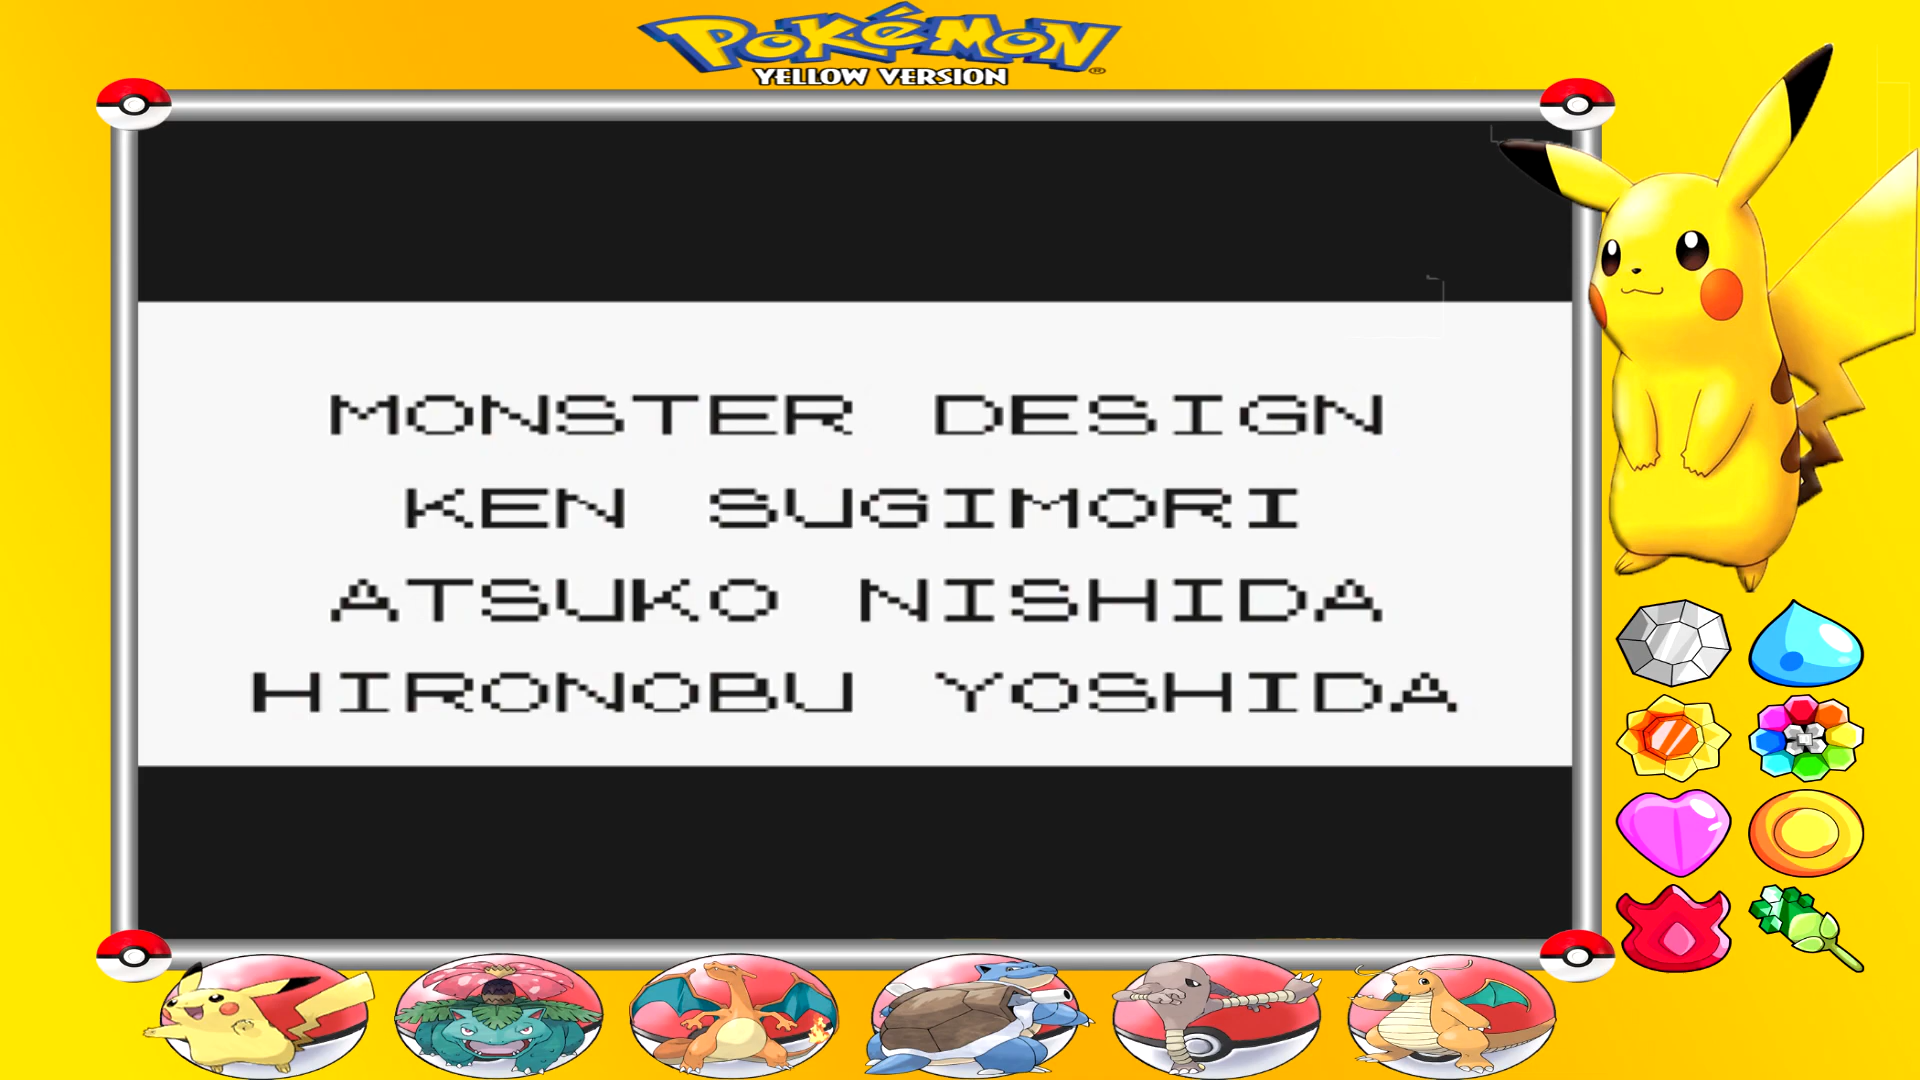 POKéMON
YELLOW VERSION
MONSTER DESIGN
KEN SUGIMORI
ATSUKO NISHIDA
HIRONOBU YOSHIDA